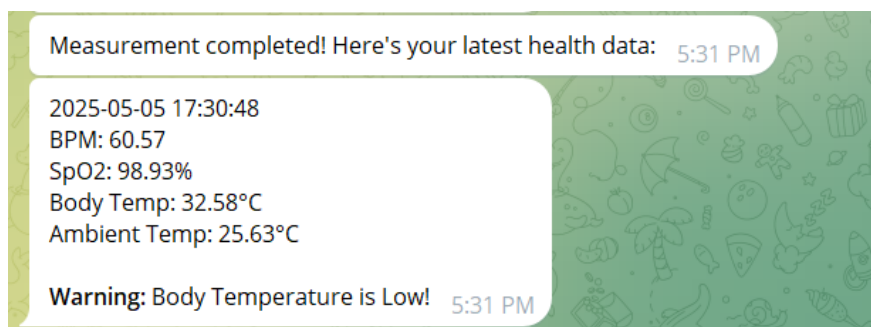 Measurement completed! Here's your latest health data: 5:31 PM
2025-05-05 17:30:48
BPM: 60.57
SpO2: 98.93%
Body Temp: 32.58°C
Ambient Temp: 25.63°C
Warning: Body Temperature is Low! 5:31 PM